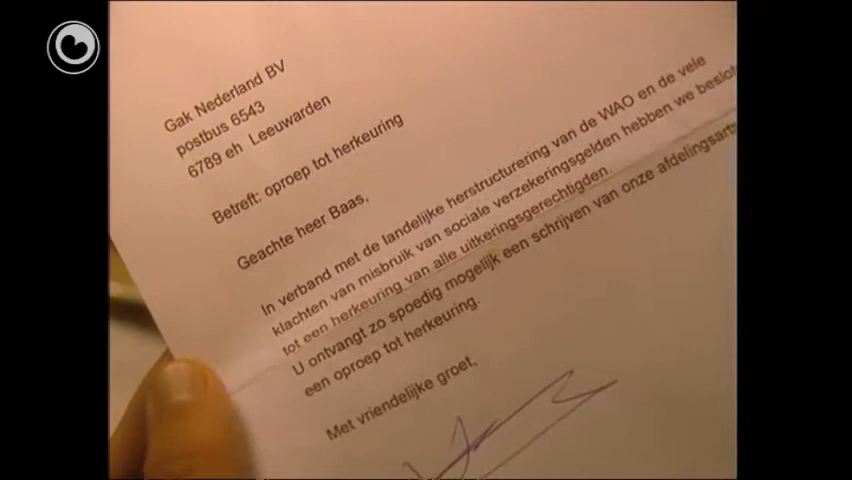 Gak Nederland BV
postbus 6543
6789 eh Leeuwarden
Betreft: oproep tot herkeuring
Geachte heer Baas,
In verband met de landelijke herstructurering van de WAO en de vele
klachten van misbruik van sociale verzekeringsgelden hebben we beslote
tot een herkeuring van alle uitkeringsgerechtigden.
U ontvangt zo spoedig mogelijk een schrijven van onze afdelingsarts
een oproep tot herkeuring.
Met vriendelijke groet,